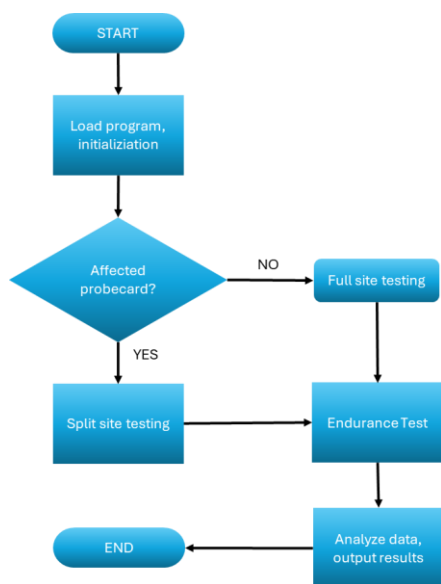 START
Load program,
initializiation
Affected
probecard?
NO
Full site testing
YES
Split site testing
Endurance Test
Analyze data,
output results
END